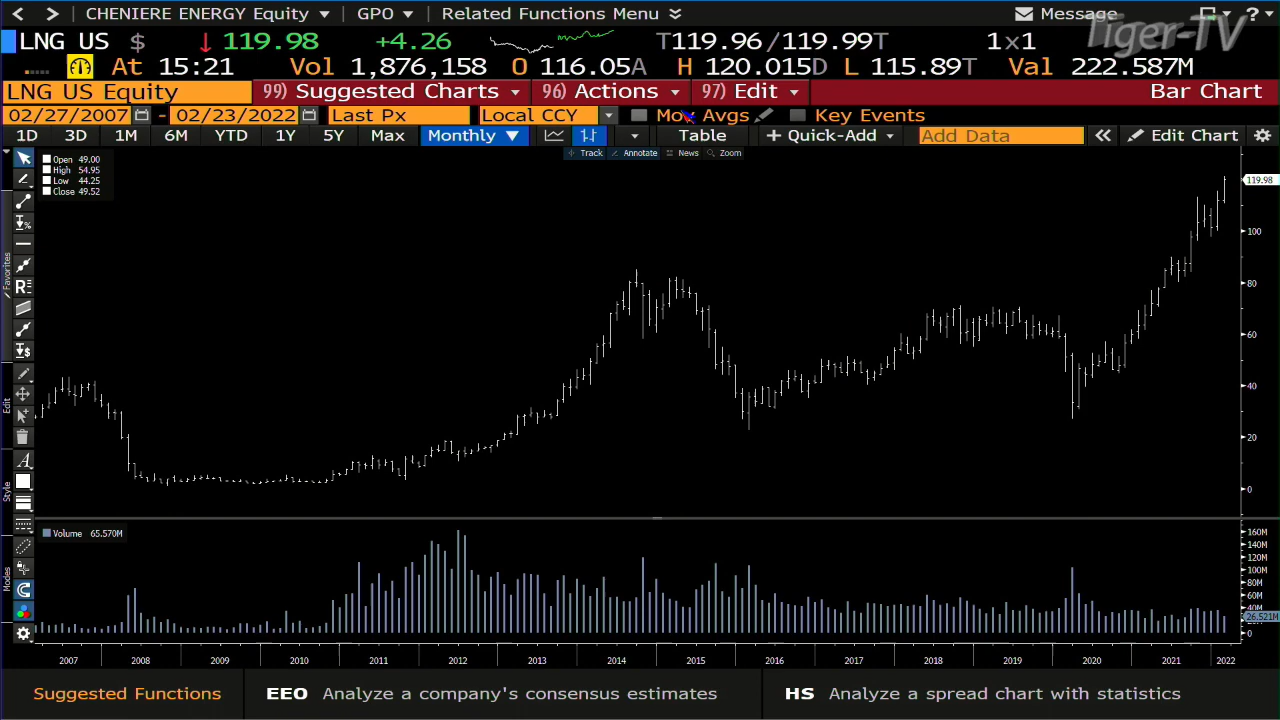 < > CHENIERE ENERGY Equity GPO Related Functions Menu Message ?
Tiger-TV
LNG US $ ↓ 119.98 +4.26 T119.96/119.99T 1x1
At 15:21 Vol 1,876,158 O 116.05A H 120.015D L 115.89T Val 222.587M
LNG US Equity 99) Suggested Charts 96) Actions 97) Edit Bar Chart
02/27/2007 - 02/23/2022 Last Px Local CCY Mov Avgs Key Events
1D 3D 1M 6M YTD 1Y 5Y Max Monthly ▼ Table + Quick-Add Add Data « Edit Chart
Track Annotate News Zoom
Open 49.00
High 54.95
Low 44.25
Close 49.52
119.98
100
80
60
40
20
0
Favorites
Edit
Style
Modes
Volume 65.570M
160M
140M
120M
100M
80M
60M
40M
26.521M
0
2007 2008 2009 2010 2011 2012 2013 2014 2015 2016 2017 2018 2019 2020 2021 2022
Suggested Functions EEO Analyze a company's consensus estimates HS Analyze a spread chart with statistics